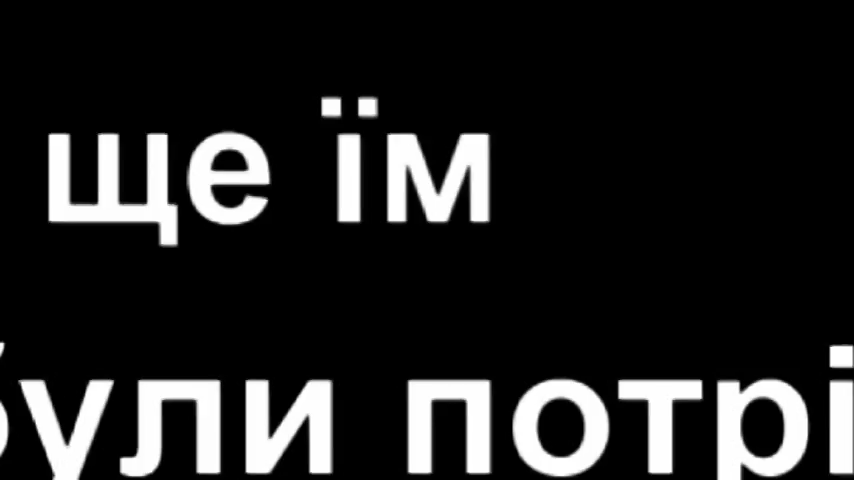 ще їм
були потрі